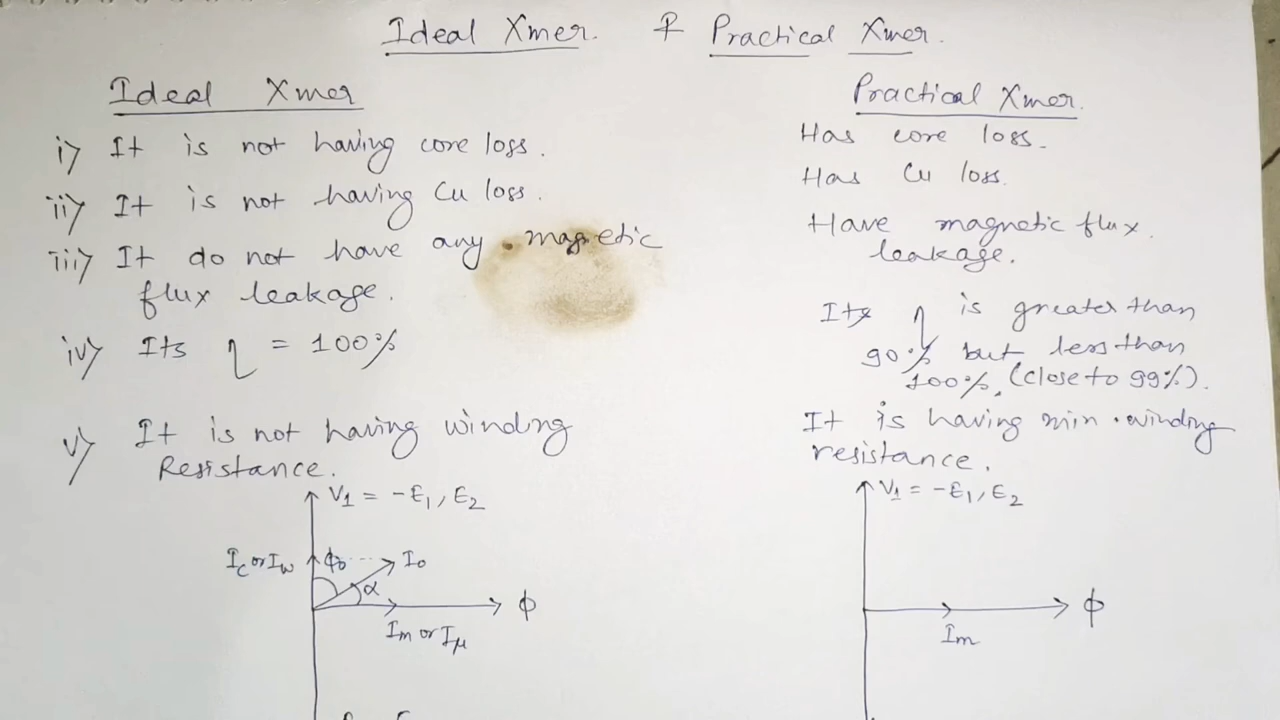 Ideal Xmer. & Practical Xmer.
Ideal Xmer
i) It is not having core loss.
ii) It is not having Cu loss.
iii) It do not have any magnetic
flux leakage.
iv) Its η = 100%
v) It is not having winding
Resistance.
V1 = -E1, E2
Ic or Iw
ϕ0
I0
α
ϕ
Im or Iμ
Practical Xmer.
Has core loss.
Has Cu loss.
Have magnetic flux.
leakage.
Its η is greater than
90% but less than
100%. (close to 99%).
It is having min. winding
resistance.
V1 = -E1, E2
ϕ
Im